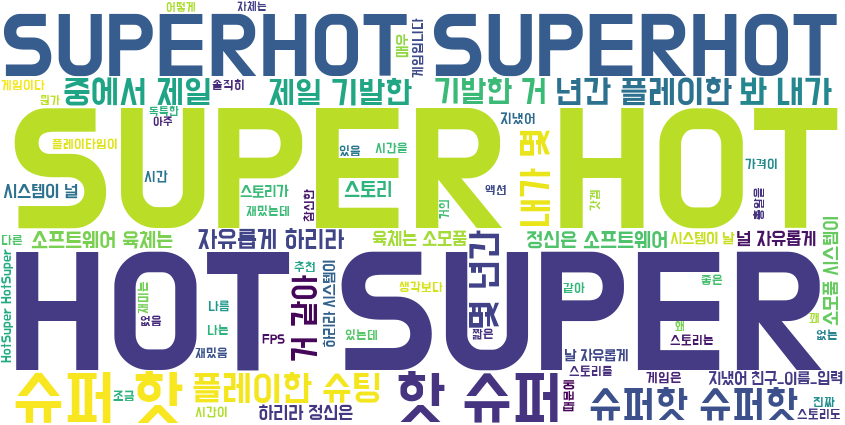 어떻게 자체는
SUPERHOT SUPERHOT
아 게임입니다
게임이다 중에서 제일 솔직히 제일 기발한 기발한 거 년간 플레이한 봐 내가
뭔가 독특한 아주 지냈어
SUPER HOT
플레이타임이 있음 시간을 내가 몇 가격이
시스템이 널 시간 스토리가 스토리 액션 갓겜
재밌는데 참신한 거의
다른 소프트웨어 육체는 자유롭게 하리라 육체는 소모품 정신은 소프트웨어 시스템이 날 널 자유롭게
HOT SUPER
HotSuper HotSuper 재미는 없음 나름 나는 재밌음 FPS 추천 거 같아 하리라 시스템이 있는데 생각보다 몇 년간 짧은 같아 좋은 왜 스토리는 없는 소모품 시스템이
날 자유롭게
슈퍼 핫 플레이한 슈팅 핫 슈퍼 스토리를 게임은 지냈어 친구_이름_입력
조금 시간이 하리라 정신은 슈퍼핫 슈퍼핫 진짜
스토리도